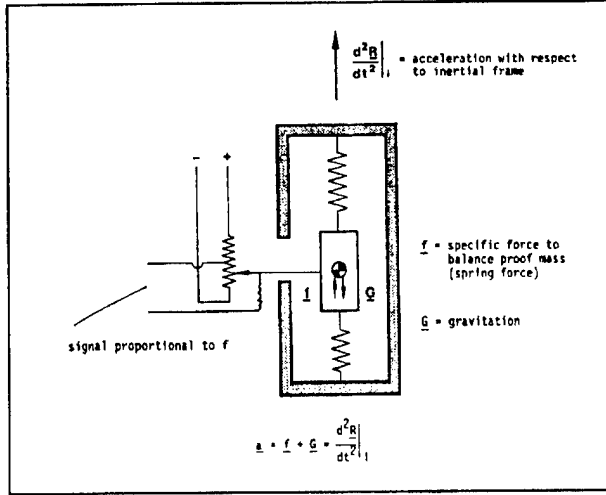 d²R
dt² | i = acceleration with respect
to inertial frame
- +
f = specific force to
balance proof mass
(spring force)
f G
G = gravitation
signal proportional to f
a = f + G = d²R
dt² | i